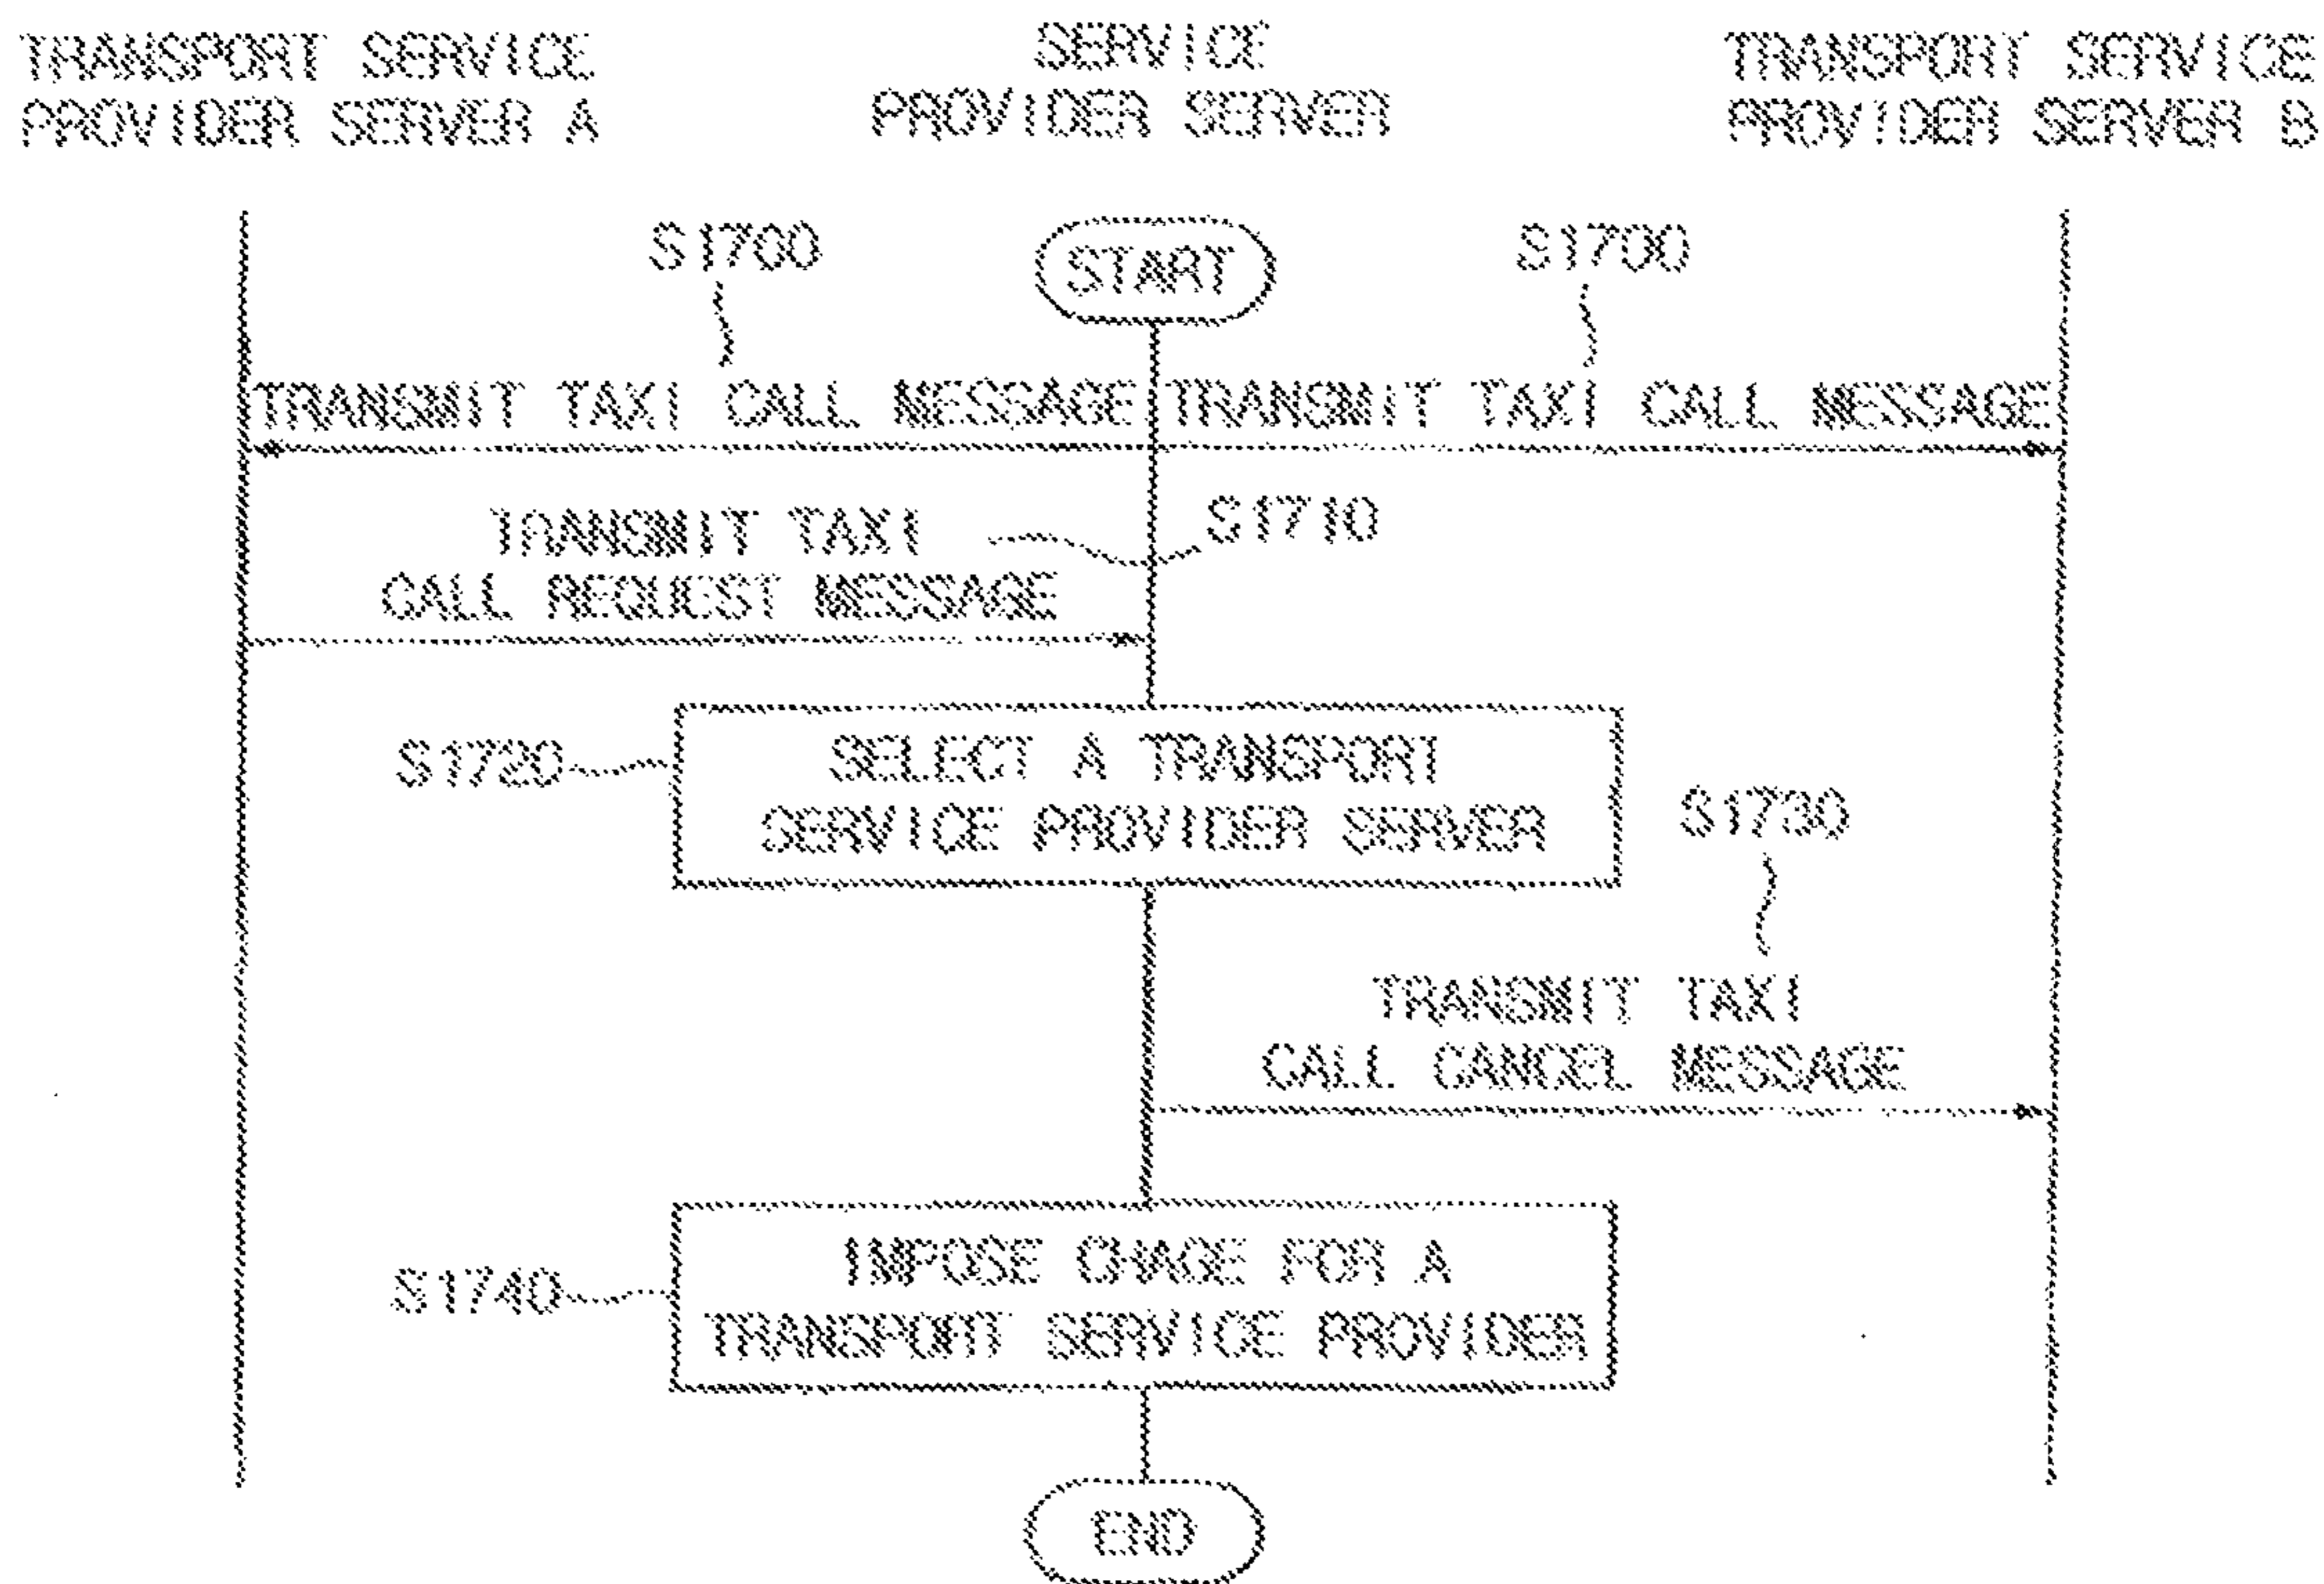 TRANSPORT SERVICE
PROVIDER SERVER A
SERVICE
PROVIDER SERVER
TRANSPORT SERVICE
PROVIDER SERVER B
S1700
START
S1700
TRANSMIT TAXI CALL MESSAGE
TRANSMIT TAXI CALL MESSAGE
TRANSMIT TAXI
CALL REQUEST MESSAGE
S1710
S1720
SELECT A TRANSPORT
SERVICE PROVIDER SERVER
S1730
TRANSMIT TAXI
CALL CANCEL MESSAGE
S1740
IMPOSE CHAGE FOR A
TRANSPORT SERVICE PROVIDER
END